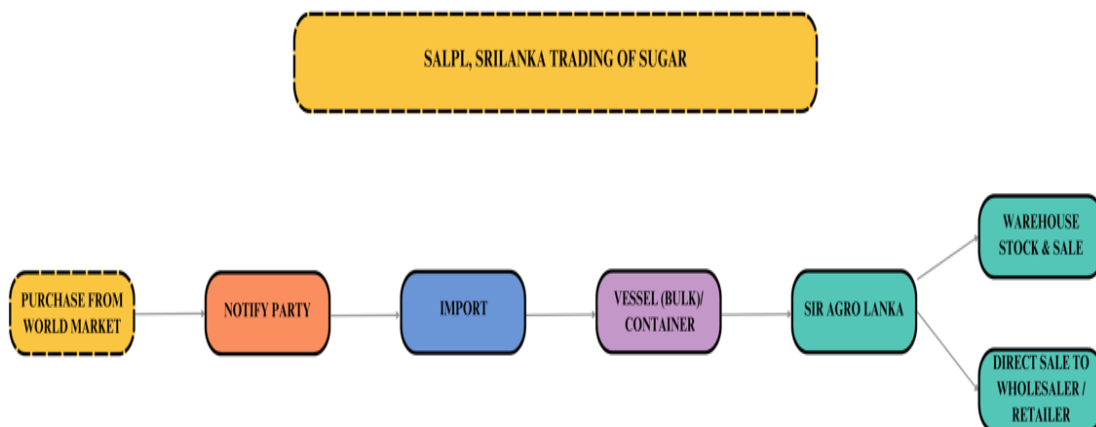 SALPL, SRILANKA TRADING OF SUGAR
PURCHASE FROM
WORLD MARKET
NOTIFY PARTY
IMPORT
VESSEL (BULK)/
CONTAINER
SIR AGRO LANKA
WAREHOUSE
STOCK & SALE
DIRECT SALE TO
WHOLESALER /
RETAILER